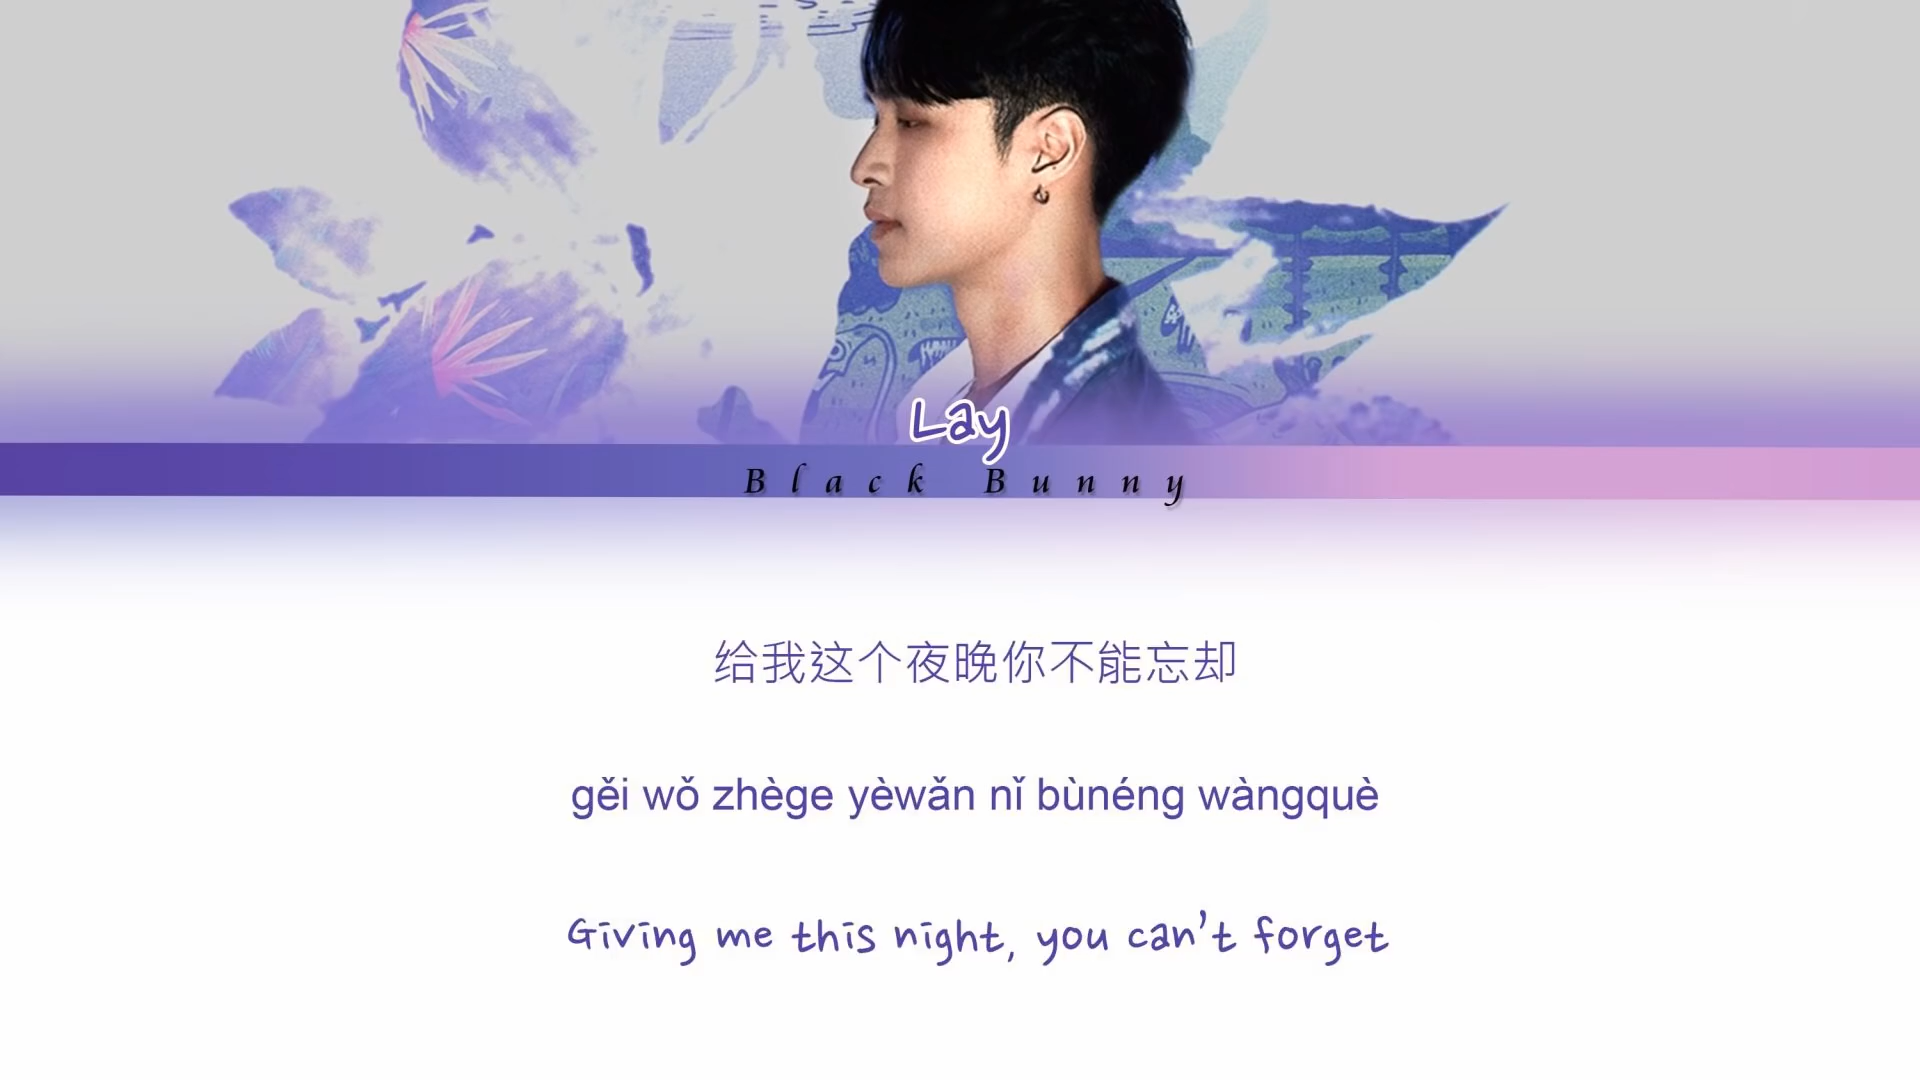 Lay
Black Bunny
给我这个夜晚你不能忘却
gěi wǒ zhège yèwǎn nǐ bùnéng wàngquè
Giving me this night, you can't forget